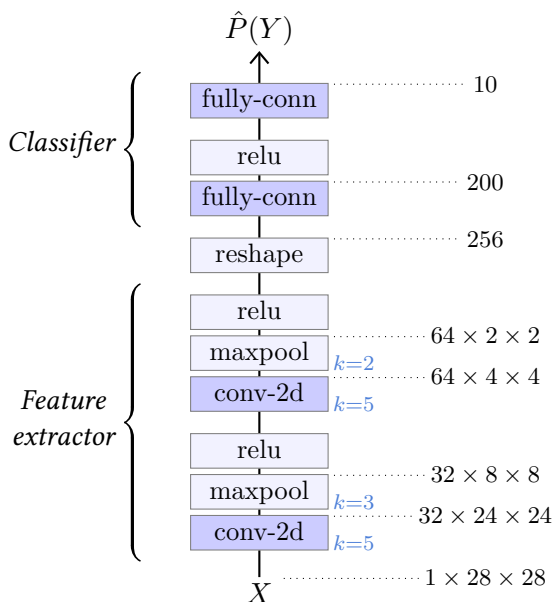 P̂(Y)
fully-conn
10
Classifier
relu
fully-conn
200
reshape
256
relu
maxpool
k=2
64 × 2 × 2
conv-2d
k=5
64 × 4 × 4
Feature
extractor
relu
maxpool
k=3
32 × 8 × 8
conv-2d
k=5
32 × 24 × 24
X
1 × 28 × 28